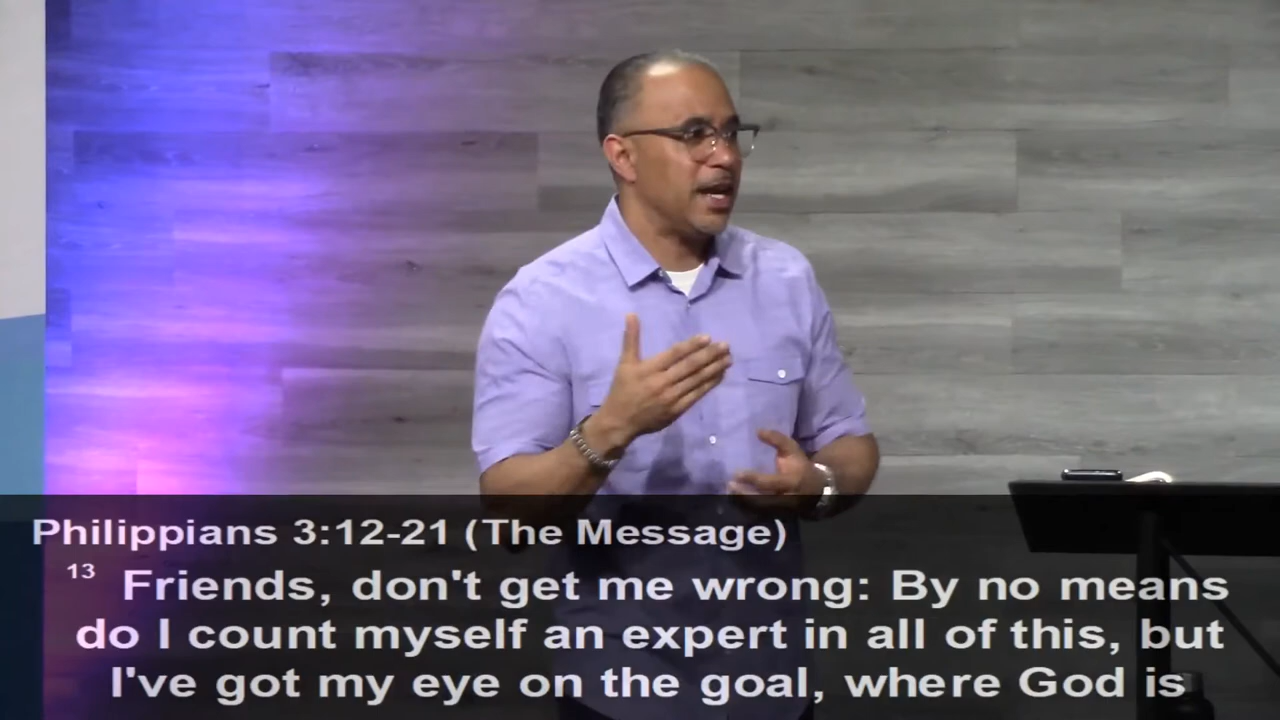 Philippians 3:12-21 (The Message)
13 Friends, don't get me wrong: By no means
do I count myself an expert in all of this, but
I've got my eye on the goal, where God is